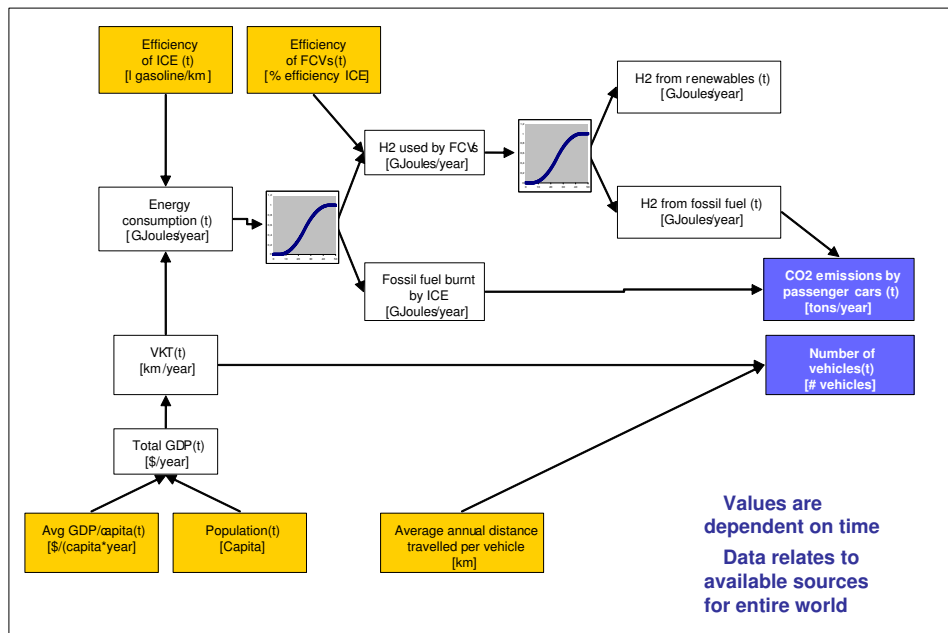 Efficiency
of ICE (t)
[l gasoline/km]
Efficiency
of FCVs(t)
[% efficiency ICE]
H2 from renewables (t)
[GJoules/year]
H2 used by FCVs
[GJoules/year]
Energy
consumption (t)
[GJoules/year]
H2 from fossil fuel (t)
[GJoules/year]
Fossil fuel burnt
by ICE
[GJoules/year]
CO2 emissions by
passenger cars (t)
[tons/year]
VKT(t)
[km/year]
Number of
vehicles(t)
[# vehicles]
Total GDP(t)
[$/year]
Avg GDP/capita(t)
[$/(capita*year]
Population(t)
[Capita]
Average annual distance
travelled per vehicle
[km]
Values are
dependent on time
Data relates to
available sources
for entire world